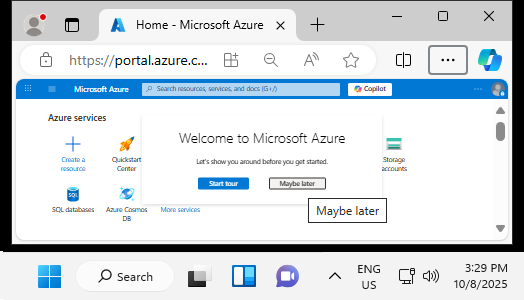 Home - Microsoft Azure
https://portal.azure.c...
Microsoft Azure
Search resources, services, and docs (G+/)
Copilot
Azure services
Create a
resource
Quickstart
Center
Storage
accounts
Welcome to Microsoft Azure
Let's show you around before you get started.
Start tour
Maybe later
SQL databases
Azure Cosmos
DB
More services
Maybe later
Search
ENG
US
3:29 PM
10/8/2025